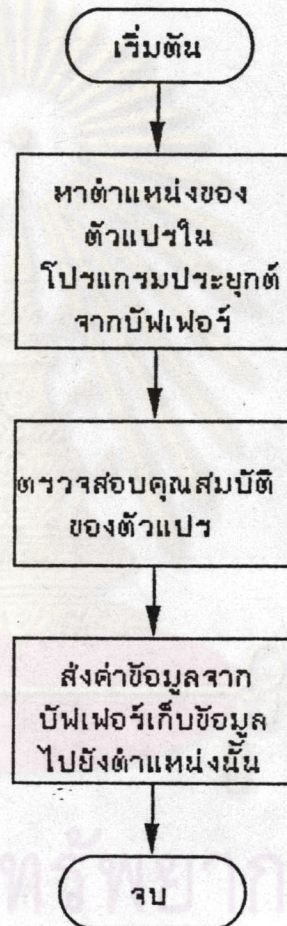 เริ่มต้น
หาตำแหน่งของ
ตัวแปรใน
โปรแกรมประยุกต์
จากบัฟเฟอร์
ตรวจสอบคุณสมบัติ
ของตัวแปร
ส่งค่าข้อมูลจาก
บัฟเฟอร์เก็บข้อมูล
ไปยังตำแหน่งนั้น
จบ